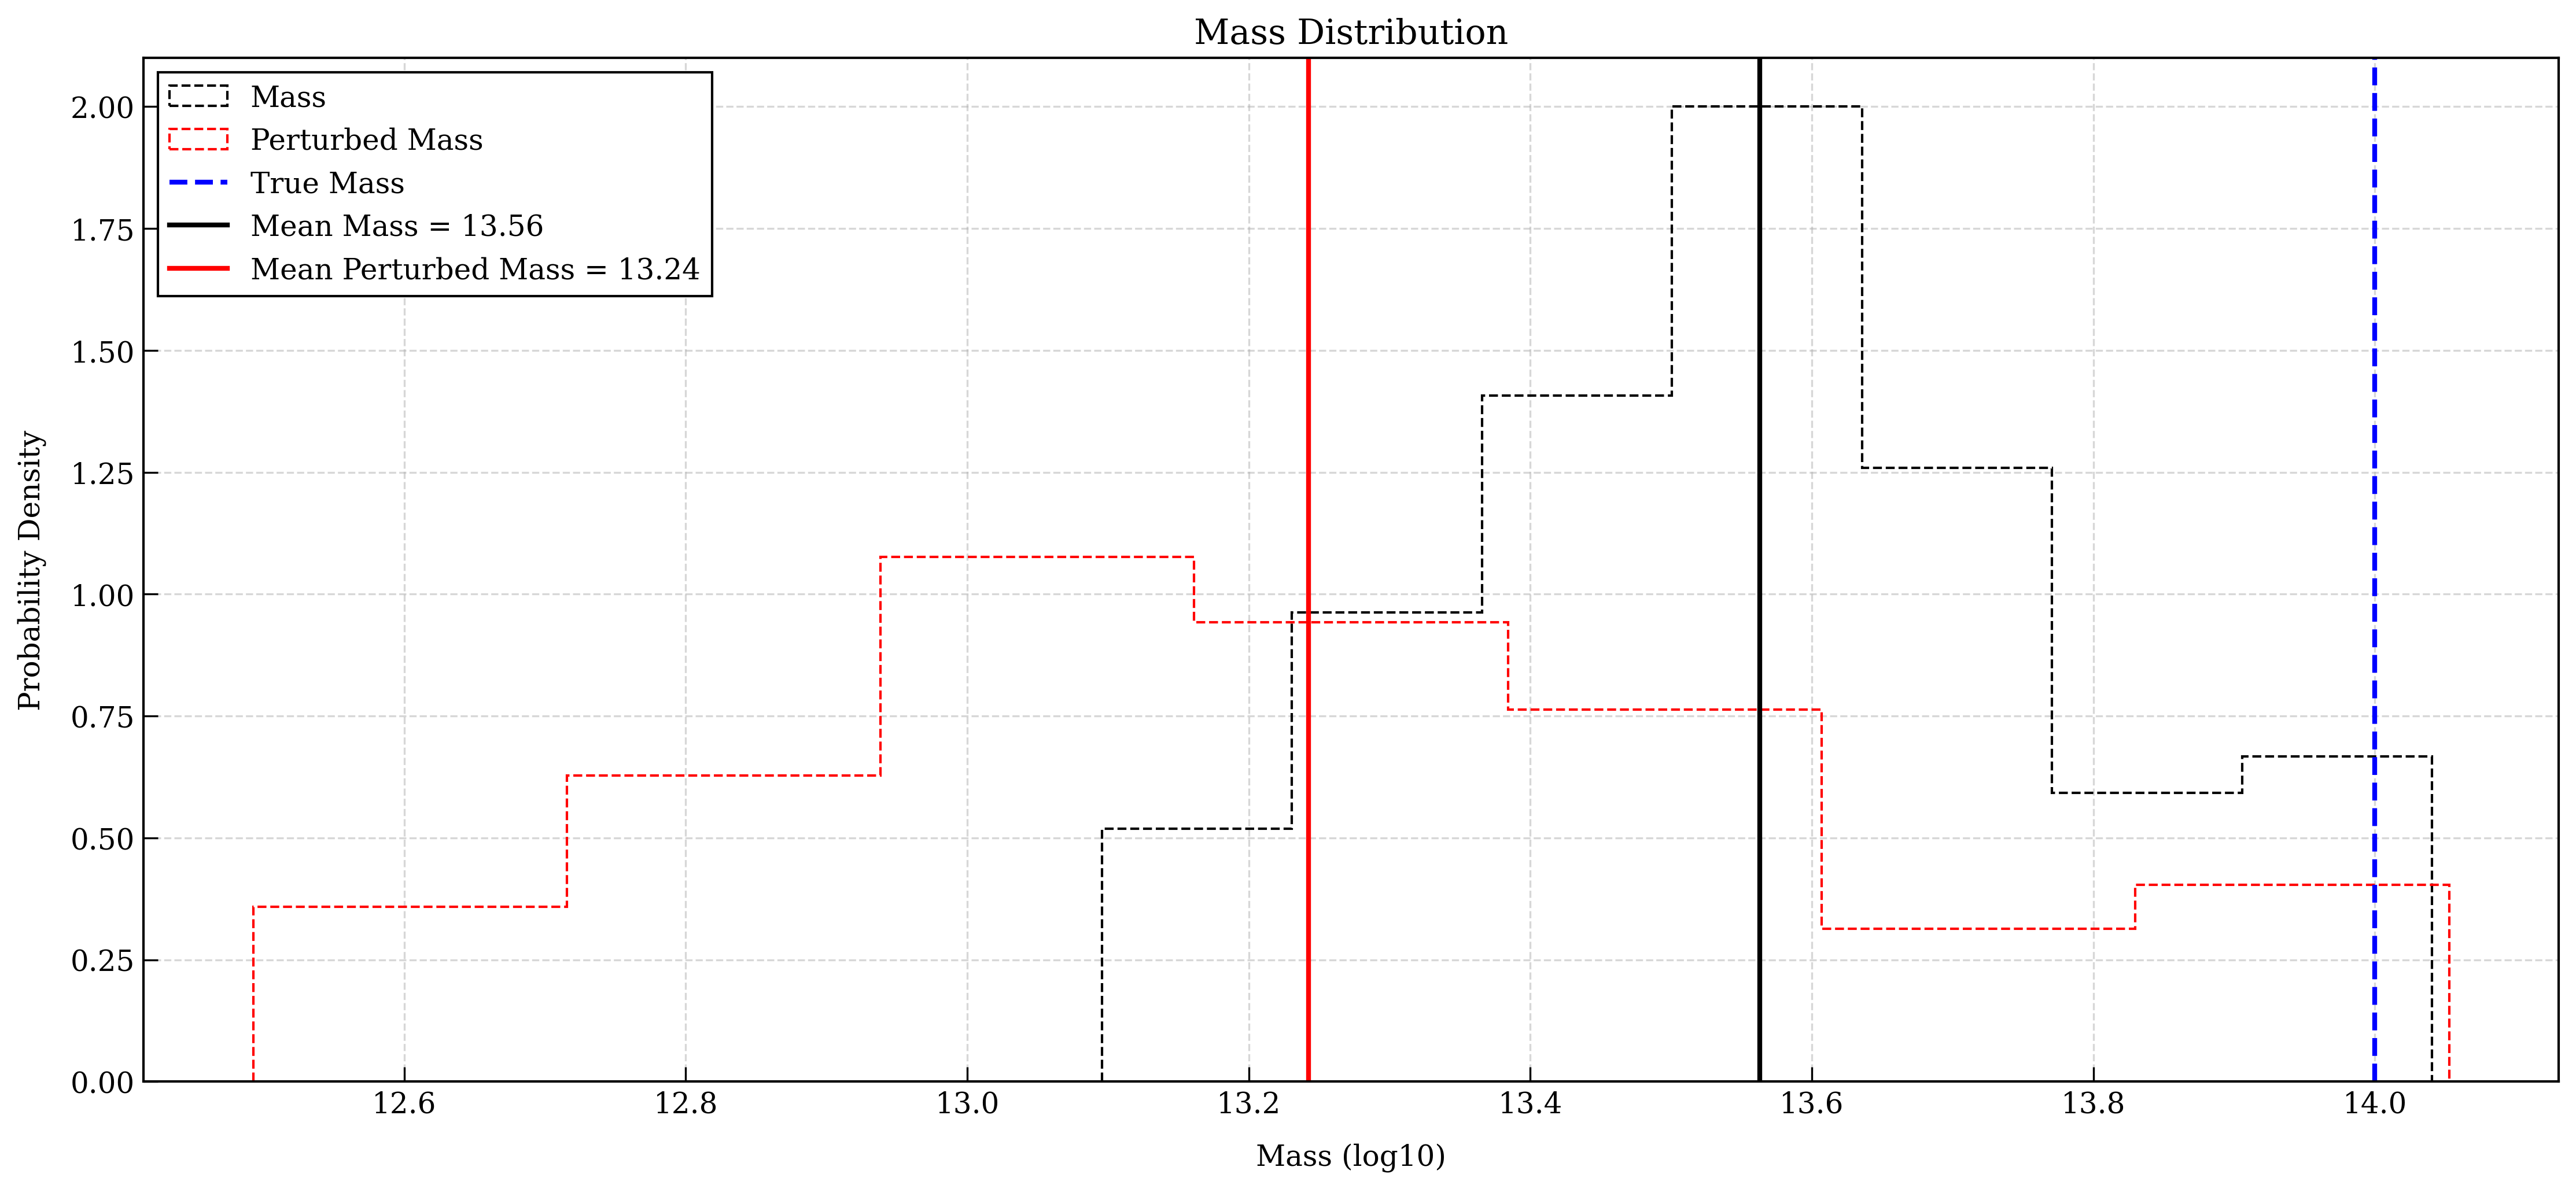 Mass Distribution
Mass
Perturbed Mass
True Mass
Mean Mass = 13.56
Mean Perturbed Mass = 13.24
Probability Density
2.00
1.75
1.50
1.25
1.00
0.75
0.50
0.25
0.00
12.6 12.8 13.0 13.2 13.4 13.6 13.8 14.0
Mass (log10)